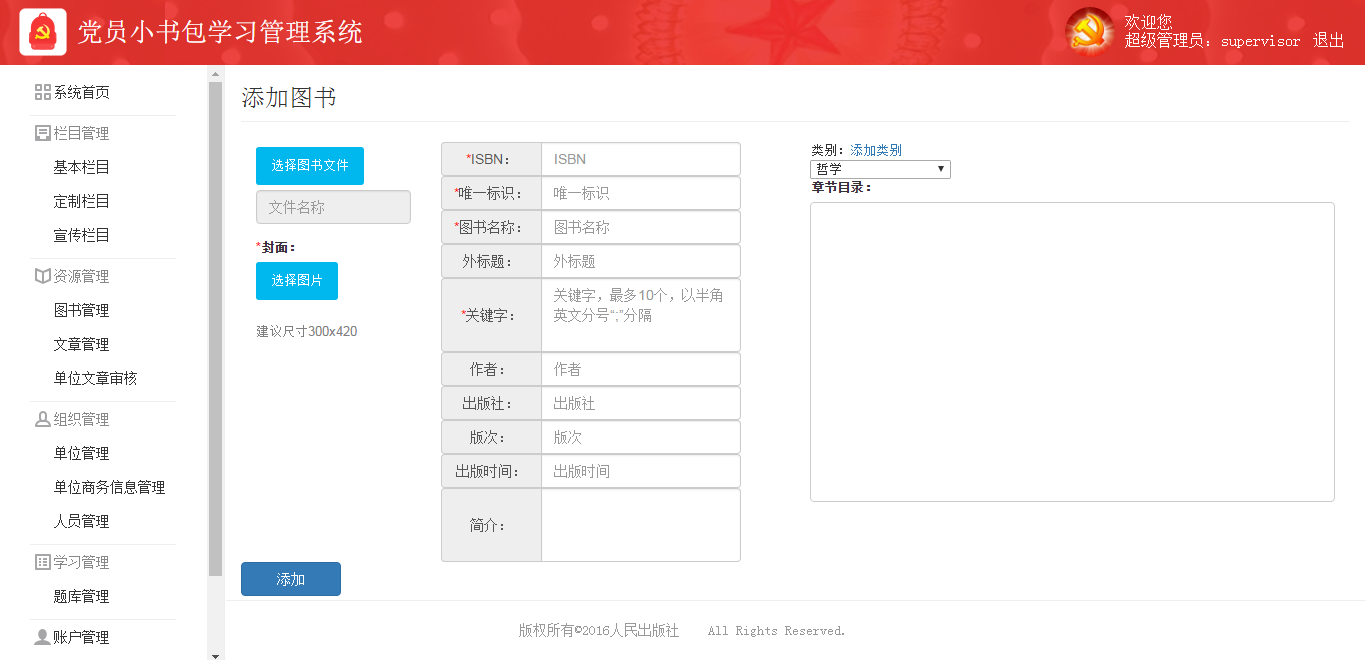 党员小书包学习管理系统
欢迎您
超级管理员：supervisor 退出
系统首页
栏目管理
基本栏目
定制栏目
宣传栏目
资源管理
图书管理
文章管理
单位文章审核
组织管理
单位管理
单位商务信息管理
人员管理
学习管理
题库管理
账户管理
添加图书
选择图书文件
文件名称
*封面：
选择图片
建议尺寸300x420
*ISBN： ISBN
*唯一标识： 唯一标识
*图书名称： 图书名称
外标题： 外标题
*关键字： 关键字，最多10个，以半角
英文分号“;”分隔
作者： 作者
出版社： 出版社
版次： 版次
出版时间： 出版时间
简介：
类别：添加类别
哲学
章节目录：
添加
版权所有©2016人民出版社 All Rights Reserved.